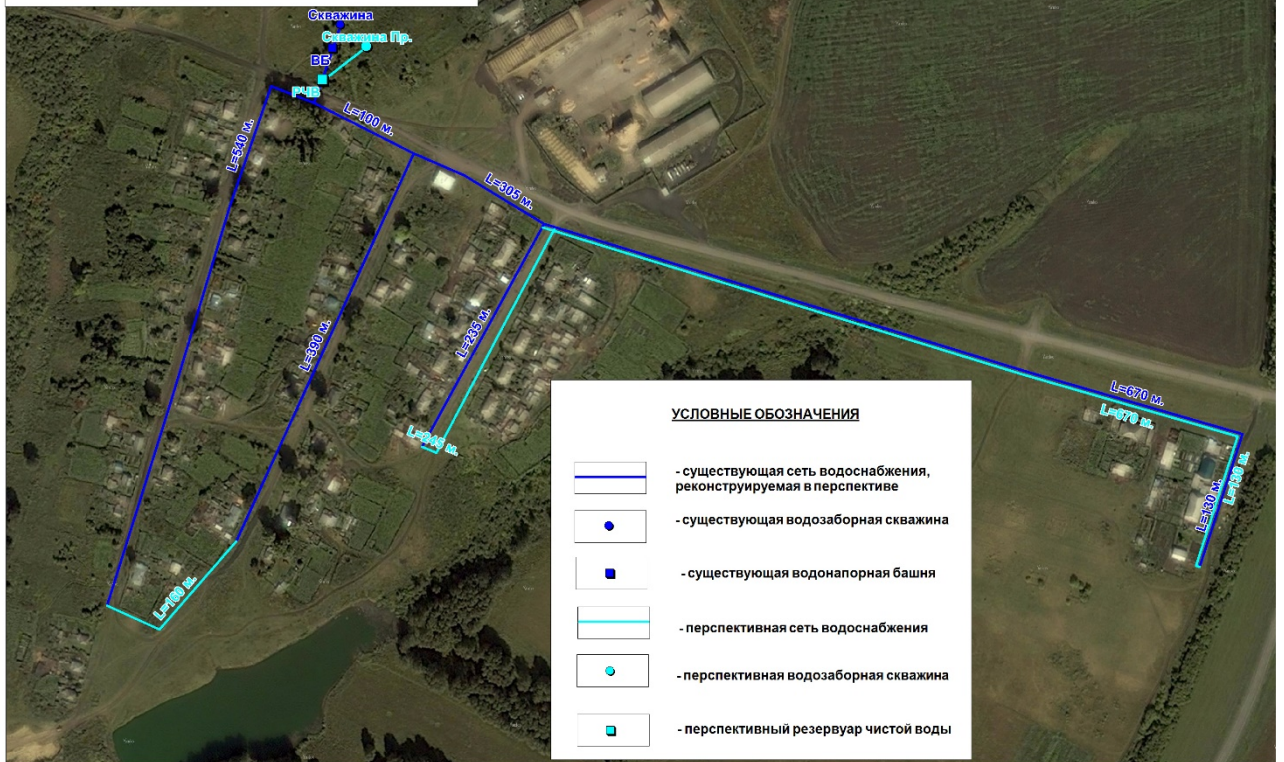 Скважина
Скважина Пр.
ВБ
РЧВ
L=100 м.
L=540 м.
L=305 м.
L=390 м.
L=235 м.
L=245 м.
L=670 м.
L=670 м.
L=130 м.
L=130 м.
L=160 м.
УСЛОВНЫЕ ОБОЗНАЧЕНИЯ
- существующая сеть водоснабжения,
реконструируемая в перспективе
- существующая водозаборная скважина
- существующая водонапорная башня
- перспективная сеть водоснабжения
- перспективная водозаборная скважина
- перспективный резервуар чистой воды